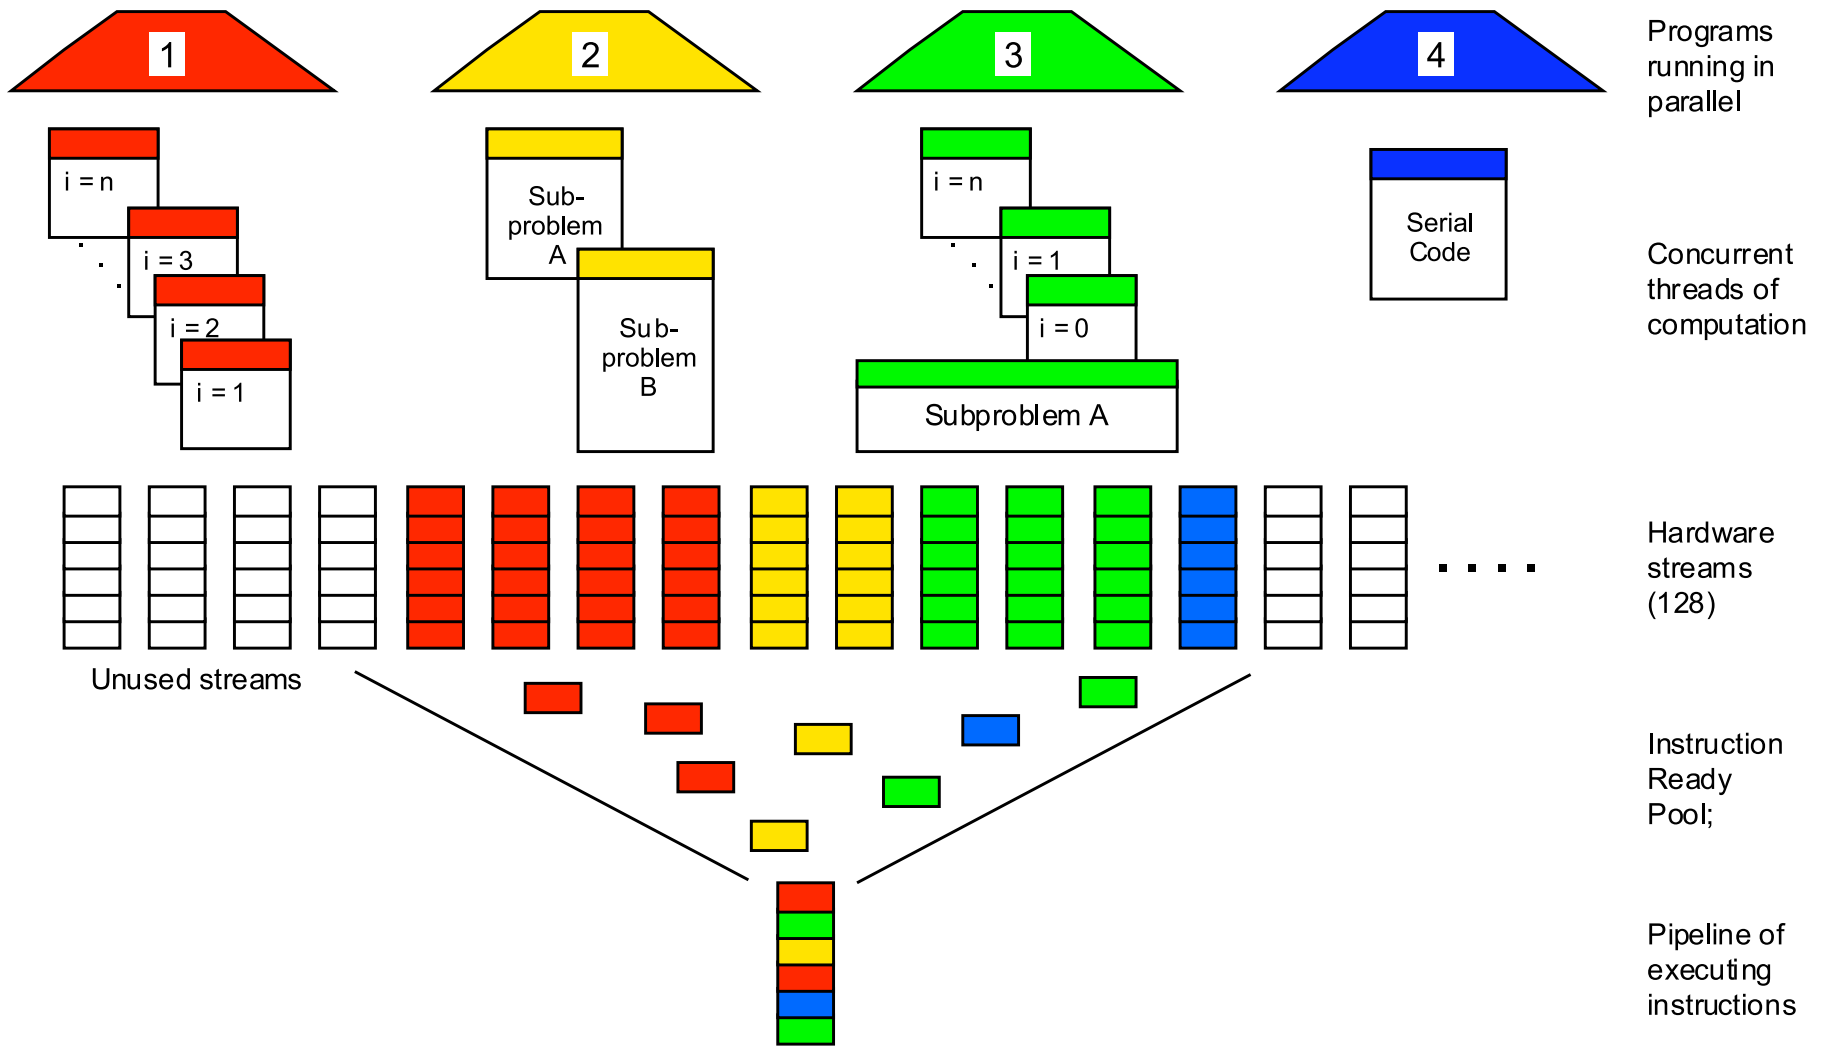 1
2
3
4
Programs
running in
parallel
i = n
i = 3
i = 2
i = 1
Sub-
problem
A
Sub-
problem
B
i = n
i = 1
i = 0
Subproblem A
Serial
Code
Concurrent
threads of
computation
Hardware
streams
(128)
Unused streams
Instruction
Ready
Pool;
Pipeline of
executing
instructions